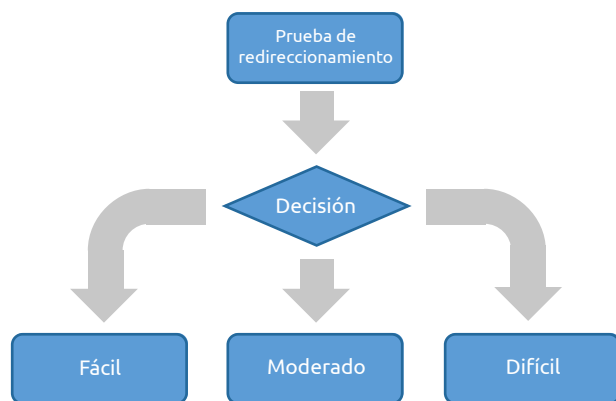 Prueba de
redireccionamiento
Decisión
Fácil
Moderado
Difícil